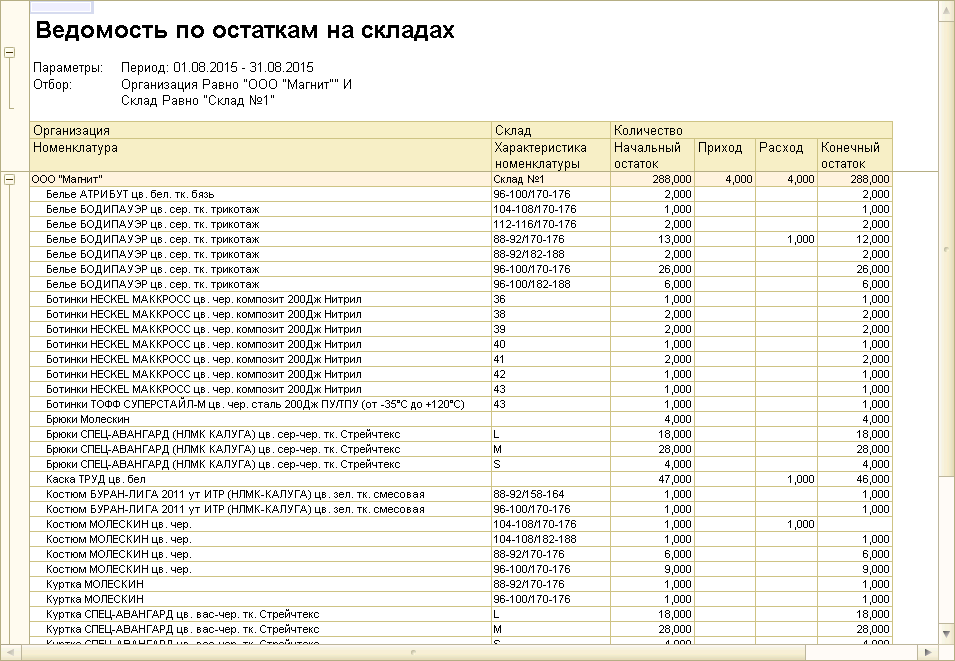 Ведомость по остаткам на складах
Параметры: Период: 01.08.2015 - 31.08.2015
Отбор: Организация Равно "ООО "Магнит"" И
Склад Равно "Склад №1"
Организация Склад Количество
Номенклатура Характеристика номенклатуры Начальный остаток Приход Расход Конечный остаток
ООО "Магнит" Склад №1 288,000 4,000 4,000 288,000
Белье АТРИБУТ цв. бел. тк. бязь 96-100/170-176 2,000 2,000
Белье БОДИПАУЭР цв. сер. тк. трикотаж 104-108/170-176 1,000 1,000
Белье БОДИПАУЭР цв. сер. тк. трикотаж 112-116/170-176 2,000 2,000
Белье БОДИПАУЭР цв. сер. тк. трикотаж 88-92/170-176 13,000 1,000 12,000
Белье БОДИПАУЭР цв. сер. тк. трикотаж 88-92/182-188 2,000 2,000
Белье БОДИПАУЭР цв. сер. тк. трикотаж 96-100/170-176 26,000 26,000
Белье БОДИПАУЭР цв. сер. тк. трикотаж 96-100/182-188 6,000 6,000
Ботинки HECKEL МАККРОСС цв. чер. композит 200Дж Нитрил 36 1,000 1,000
Ботинки HECKEL МАККРОСС цв. чер. композит 200Дж Нитрил 38 2,000 2,000
Ботинки HECKEL МАККРОСС цв. чер. композит 200Дж Нитрил 39 2,000 2,000
Ботинки HECKEL МАККРОСС цв. чер. композит 200Дж Нитрил 40 1,000 1,000
Ботинки HECKEL МАККРОСС цв. чер. композит 200Дж Нитрил 41 2,000 2,000
Ботинки HECKEL МАККРОСС цв. чер. композит 200Дж Нитрил 42 1,000 1,000
Ботинки HECKEL МАККРОСС цв. чер. композит 200Дж Нитрил 43 1,000 1,000
Ботинки ТОФФ СУПЕРСТАЙЛ-М цв. чер. сталь 200Дж ПУ/ТПУ (от -35°С до +120°С) 43 1,000 1,000
Брюки Молескин 4,000 4,000
Брюки СПЕЦ-АВАНГАРД (НЛМК КАЛУГА) цв. сер-чер. тк. Стрейчтекс L 18,000 18,000
Брюки СПЕЦ-АВАНГАРД (НЛМК КАЛУГА) цв. сер-чер. тк. Стрейчтекс M 28,000 28,000
Брюки СПЕЦ-АВАНГАРД (НЛМК КАЛУГА) цв. сер-чер. тк. Стрейчтекс S 4,000 4,000
Каска ТРУД цв. бел 47,000 1,000 46,000
Костюм БУРАН-ЛИГА 2011 ут ИТР (НЛМК-КАЛУГА) цв. зел. тк. смесовая 88-92/158-164 1,000 1,000
Костюм БУРАН-ЛИГА 2011 ут ИТР (НЛМК-КАЛУГА) цв. зел. тк. смесовая 96-100/170-176 1,000 1,000
Костюм МОЛЕСКИН цв. чер. 104-108/170-176 1,000 1,000
Костюм МОЛЕСКИН цв. чер. 104-108/182-188 1,000 1,000
Костюм МОЛЕСКИН цв. чер. 88-92/170-176 6,000 6,000
Костюм МОЛЕСКИН цв. чер. 96-100/170-176 9,000 9,000
Куртка МОЛЕСКИН 88-92/170-176 1,000 1,000
Куртка МОЛЕСКИН 96-100/170-176 1,000 1,000
Куртка СПЕЦ-АВАНГАРД цв. вас-чер. тк. Стрейчтекс L 18,000 18,000
Куртка СПЕЦ-АВАНГАРД цв. вас-чер. тк. Стрейчтекс M 28,000 28,000